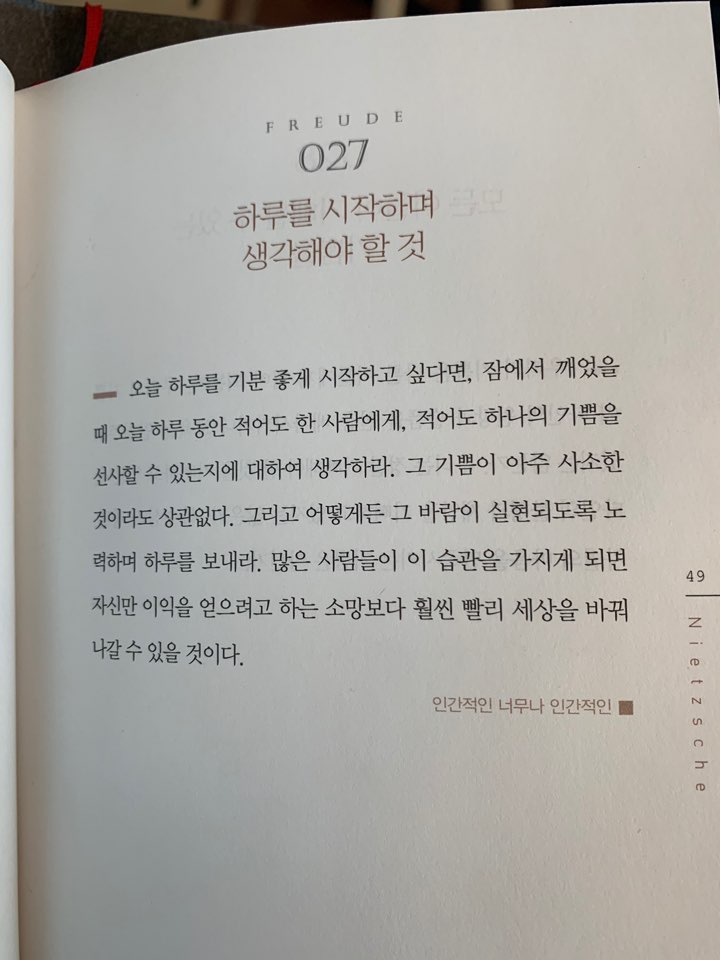 FREUDE
027
하루를 시작하며
생각해야 할 것
오늘 하루를 기분 좋게 시작하고 싶다면, 잠에서 깨었을
때 오늘 하루 동안 적어도 한 사람에게, 적어도 하나의 기쁨을
선사할 수 있는지에 대하여 생각하라. 그 기쁨이 아주 사소한
것이라도 상관없다. 그리고 어떻게든 그 바람이 실현되도록 노
력하며 하루를 보내라. 많은 사람들이 이 습관을 가지게 되면
자신만 이익을 얻으려고 하는 소망보다 훨씬 빨리 세상을 바꿔
나갈 수 있을 것이다.
인간적인 너무나 인간적인
49
Nietzsche